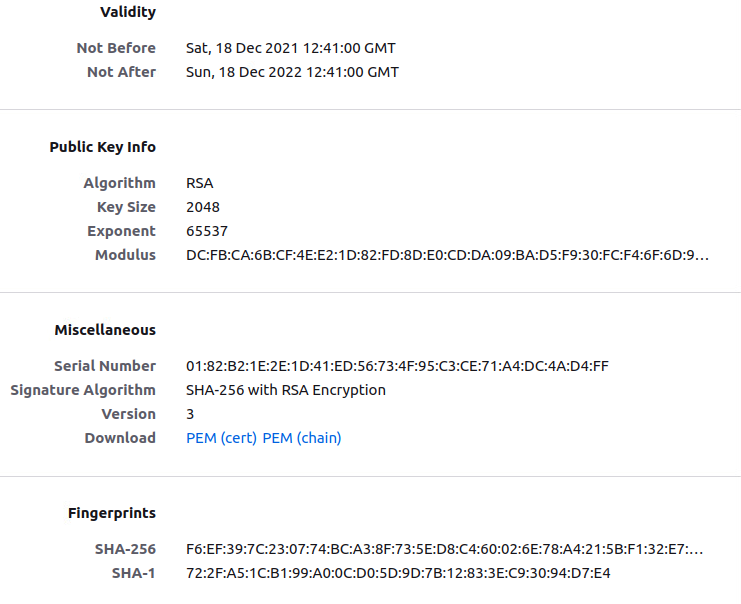 Validity
Not Before Sat, 18 Dec 2021 12:41:00 GMT
Not After Sun, 18 Dec 2022 12:41:00 GMT
Public Key Info
Algorithm RSA
Key Size 2048
Exponent 65537
Modulus DC:FB:CA:6B:CF:4E:E2:1D:82:FD:8D:E0:CD:DA:09:BA:D5:F9:30:FC:F4:6F:6D:9…
Miscellaneous
Serial Number 01:82:B2:1E:2E:1D:41:ED:56:73:4F:95:C3:CE:71:A4:DC:4A:D4:FF
Signature Algorithm SHA-256 with RSA Encryption
Version 3
Download PEM (cert) PEM (chain)
Fingerprints
SHA-256 F6:EF:39:7C:23:07:74:BC:A3:8F:73:5E:D8:C4:60:02:6E:78:A4:21:5B:F1:32:E7:…
SHA-1 72:2F:A5:1C:B1:99:A0:0C:D0:5D:9D:7B:12:83:3E:C9:30:94:D7:E4